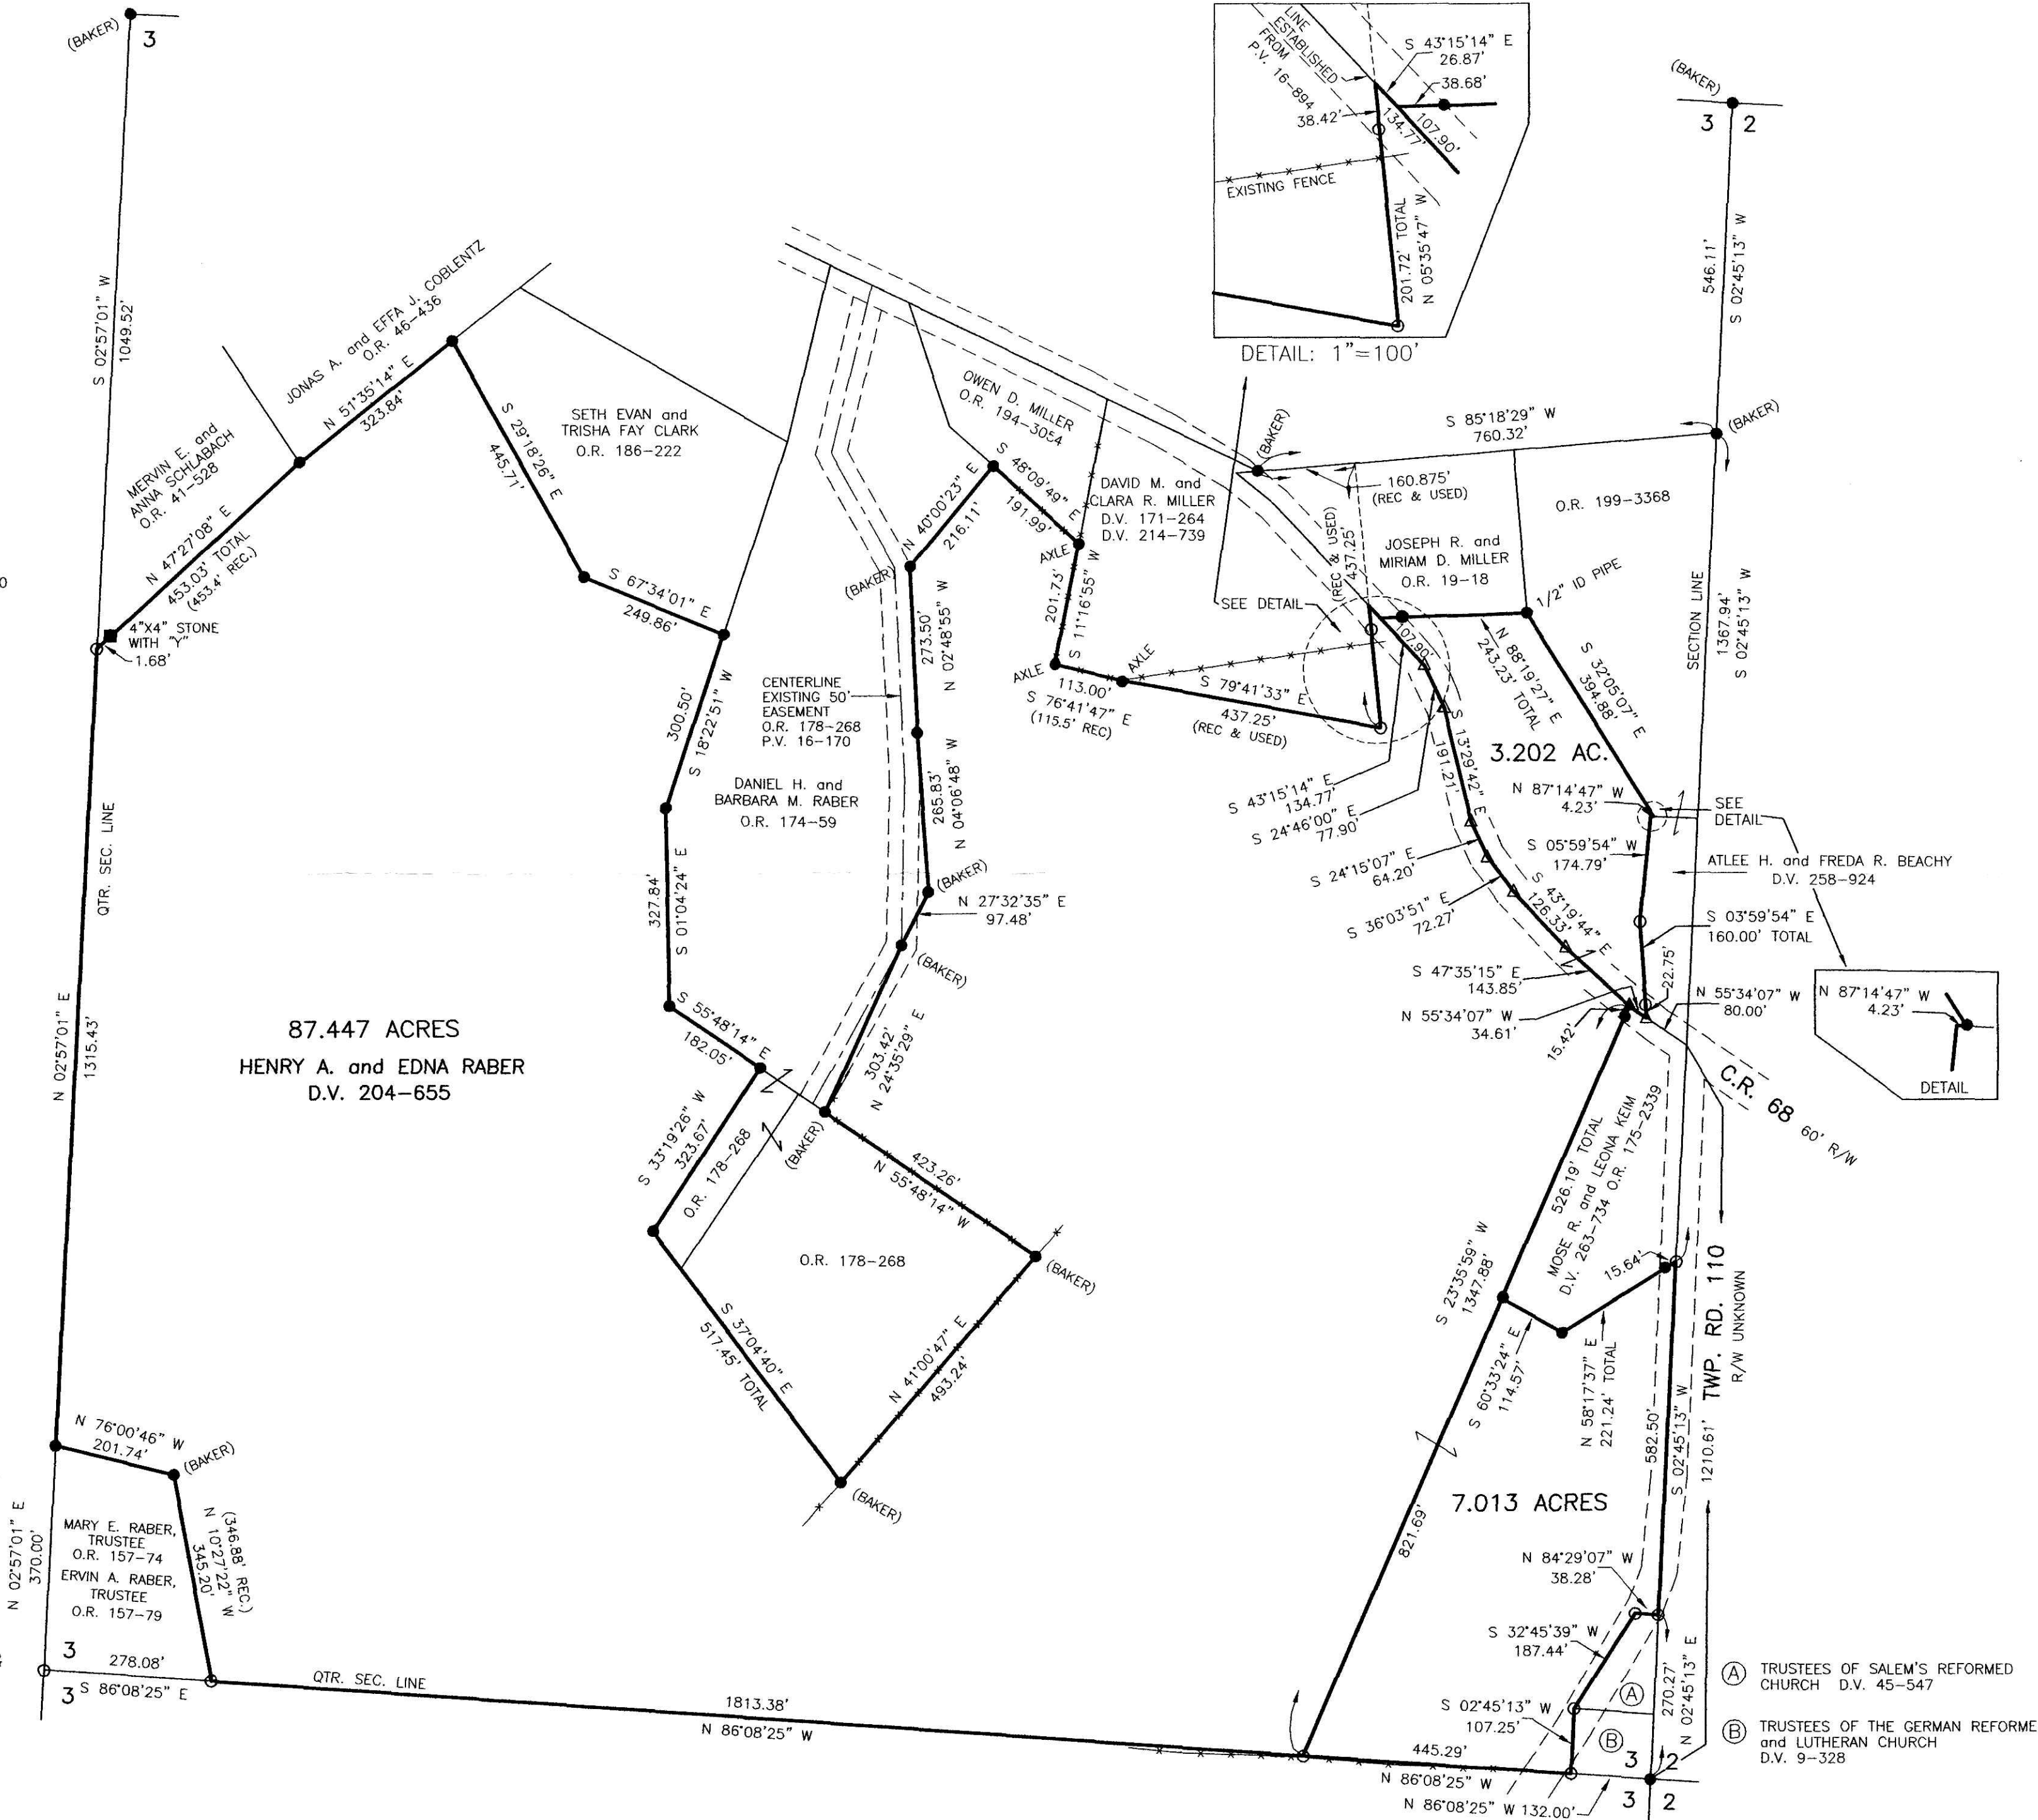 (BAKER)
3
S 02°57'01" W
1049.52'
LINE
ESTABLISHED
FROM
P.V. 16-894
S 43°15'14" E
26.87'
38.68'
38.42'
134.77'
107.90'
EXISTING FENCE
201.72' TOTAL
N 05°35'47" W
DETAIL: 1"=100'
(BAKER)
3 2
546.11'
S 02°45'13" W
JONAS A. and EFFA J. COBLENTZ
O.R. 46-436
N 51°35'14" E
323.84'
MERVIN E. and
ANNA SCHLABACH
O.R. 41-528
N 47°27'08" E
453.03' TOTAL
(453.4' REC.)
4"X4" STONE
WITH "Y"
1.68'
S 29°18'26" E
445.71'
SETH EVAN and
TRISHA FAY CLARK
O.R. 186-222
S 67°34'01" E
249.86'
OWEN D. MILLER
O.R. 194-3054
S 48°09'49" E
191.99'
N 40°00'23" E
216.11'
(BAKER)
DAVID M. and
CLARA R. MILLER
D.V. 171-264
D.V. 214-739
AXLE
201.73'
S 11°16'55" W
AXLE
AXLE
113.00'
S 76°41'47" E
(115.5' REC)
S 79°41'33" E
437.25'
(REC & USED)
SEE DETAIL
(BAKER)
S 85°18'29" W
760.32'
(BAKER)
160.875'
(REC & USED)
(REC & USED)
437.25'
O.R. 199-3368
JOSEPH R. and
MIRIAM D. MILLER
O.R. 19-18
1/2" ID PIPE
SECTION LINE
1367.94'
S 02°45'13" W
107.90'
N 88°19'27" E
243.23' TOTAL
S 32°05'07" E
394.88'
3.202 AC.
S 13°29'42" E
191.21'
N 87°14'47" W
4.23'
SEE
DETAIL
S 43°15'14" E
134.77'
S 24°46'00" E
77.90'
S 24°15'07" E
64.20'
S 36°03'51" E
72.27'
S 43°19'44" E
126.33'
S 05°59'54" W
174.79'
ATLEE H. and FREDA R. BEACHY
D.V. 258-924
S 03°59'54" E
160.00' TOTAL
S 47°35'15" E
143.85'
N 55°34'07" W
34.61'
22.75'
N 55°34'07" W
80.00'
15.42'
N 87°14'47" W
4.23'
DETAIL
C.R. 68 60' R/W
300.50'
S 18°22'51" W
CENTERLINE
EXISTING 50'
EASEMENT
O.R. 178-268
P.V. 16-170
273.50'
N 02°48'55" W
DANIEL H. and
BARBARA M. RABER
O.R. 174-59
265.83'
N 04°06'48" W
(BAKER)
N 27°32'35" E
97.48'
(BAKER)
327.84'
S 01°04'24" E
QTR. SEC. LINE
N 02°57'01" E
1315.43'
87.447 ACRES
HENRY A. and EDNA RABER
D.V. 204-655
S 55°48'14" E
182.05'
303.42'
N 24°35'29" E
S 33°19'26" W
323.67'
O.R. 178-268
(BAKER)
423.26'
N 55°48'14" W
O.R. 178-268
(BAKER)
S 37°04'40" E
517.45' TOTAL
N 41°00'47" E
493.24'
(BAKER)
526.19' TOTAL
MOSE R. and LEONA KEIM
D.V. 263-734 O.R. 175-2339
S 23°35'59" W
1347.88'
15.64'
S 60°33'24" E
114.57'
N 58°17'37" E
221.24' TOTAL
582.50'
S 02°45'13" W
1210.61'
TWP. RD. 110
R/W UNKNOWN
821.69'
7.013 ACRES
N 76°00'46" W
201.74'
(BAKER)
N 02°57'01" E
370.00'
MARY E. RABER,
TRUSTEE
O.R. 157-74
ERVIN A. RABER,
TRUSTEE
O.R. 157-79
(346.88' REC.)
N 10°27'22" W
345.20'
3
278.08'
3
S 86°08'25" E
QTR. SEC. LINE
1813.38'
N 86°08'25" W
N 84°29'07" W
38.28'
S 32°45'39" W
187.44'
S 02°45'13" W
107.25'
A
B
270.27'
N 02°45'13" E
445.29'
N 86°08'25" W
N 86°08'25" W 132.00'
3 2
3 2
A TRUSTEES OF SALEM'S REFORMED
CHURCH D.V. 45-547
B TRUSTEES OF THE GERMAN REFORME
and LUTHERAN CHURCH
D.V. 9-328